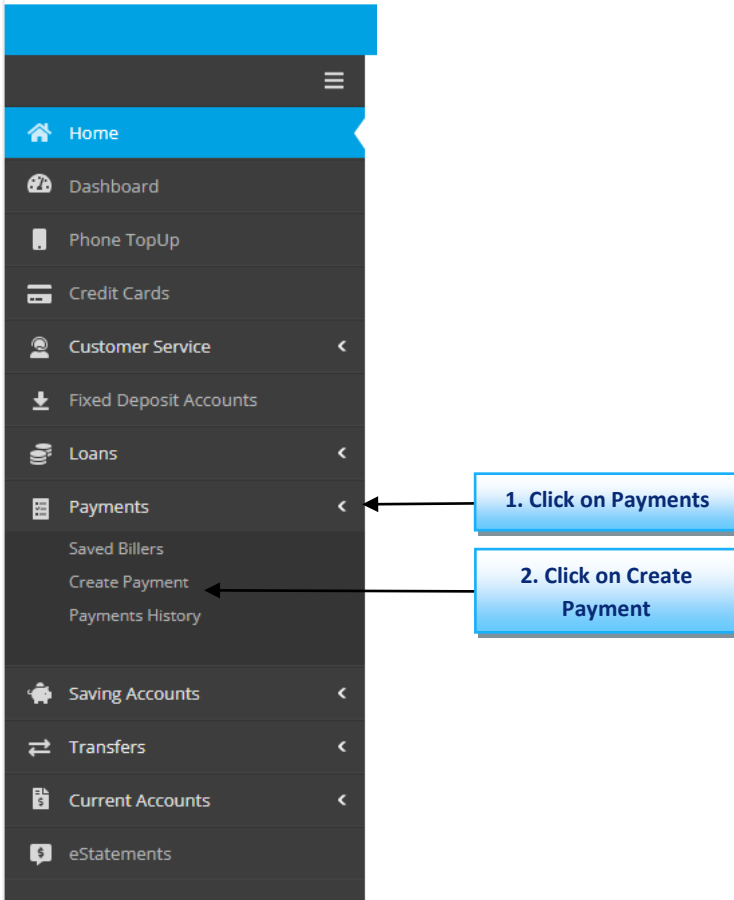 Home
Dashboard
Phone TopUp
Credit Cards
Customer Service
Fixed Deposit Accounts
Loans
Payments
1. Click on Payments
Saved Billers
Create Payment
Payments History
2. Click on Create
Payment
Saving Accounts
Transfers
Current Accounts
eStatements